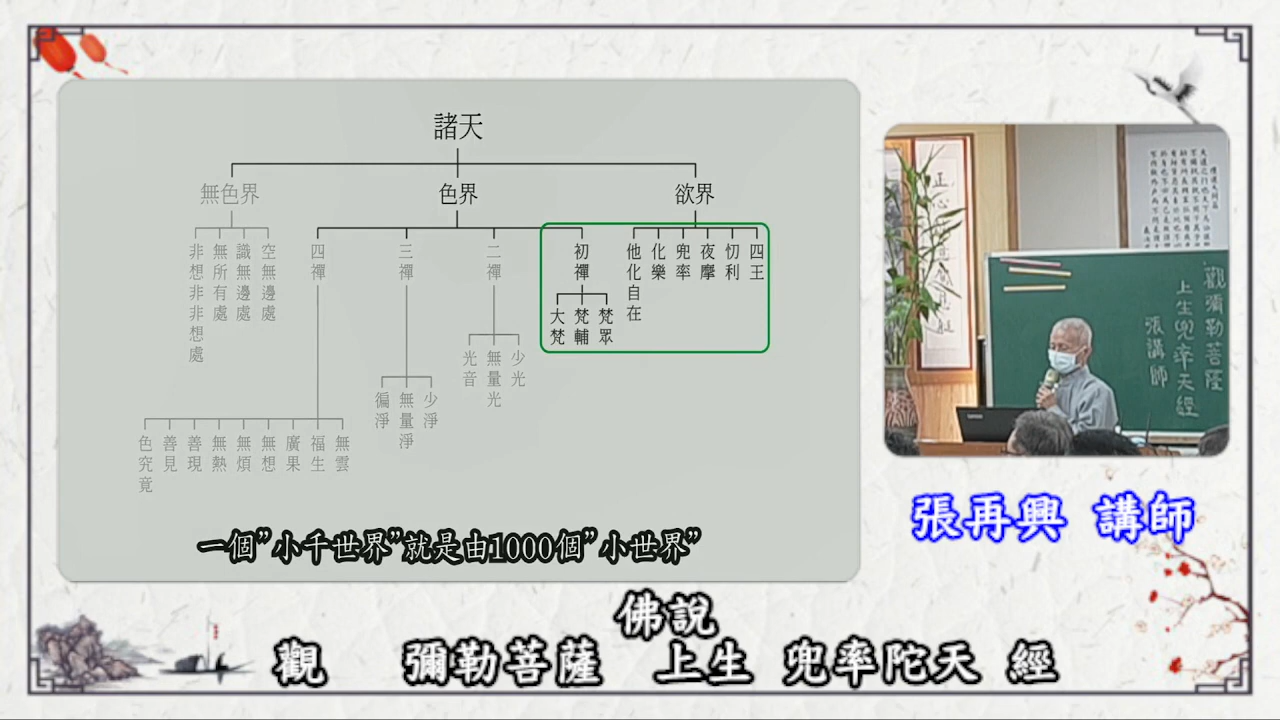 諸天
無色界
色界
欲界
非想非非想處
無所有處
識無邊處
空無邊處
四禪
三禪
二禪
初禪
他化自在
化樂
兜率
夜摩
忉利
四王
大梵
梵輔
梵眾
光音
無量光
少光
徧淨
無量淨
少淨
色究竟
善見
善現
無熱
無煩
無想
廣果
福生
無雲
一個”小千世界”就是由1000個”小世界”
觀彌勒菩薩
上生兜率天經
張講師
張再興 講師
佛說
觀 彌勒菩薩 上生 兜率陀天 經